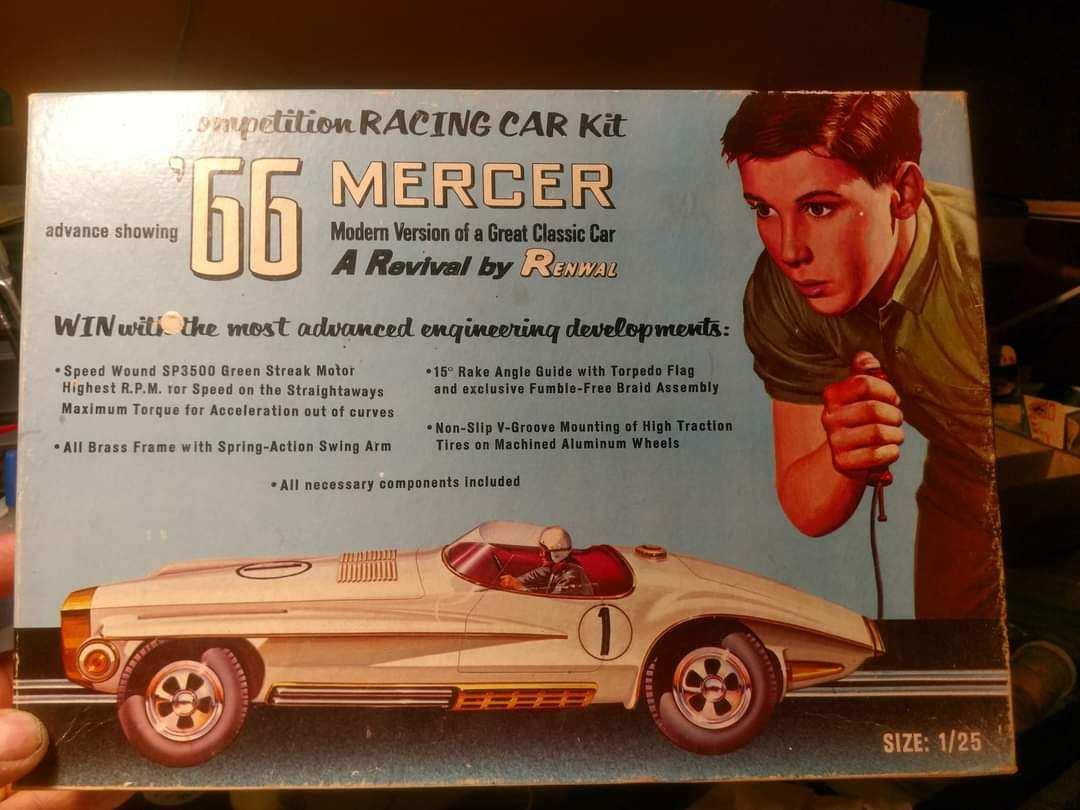 ompetition RACING CAR Kit
advance showing '66 MERCER
Modern Version of a Great Classic Car
A Revival by RENWAL
WIN with the most advanced engineering developments:
• Speed Wound SP3500 Green Streak Motor
Highest R.P.M. for Speed on the Straightaways
Maximum Torque for Acceleration out of curves
• All Brass Frame with Spring-Action Swing Arm
• 15° Rake Angle Guide with Torpedo Flag
and exclusive Fumble-Free Braid Assembly
• Non-Slip V-Groove Mounting of High Traction
Tires on Machined Aluminum Wheels
• All necessary components included
1
SIZE: 1/25